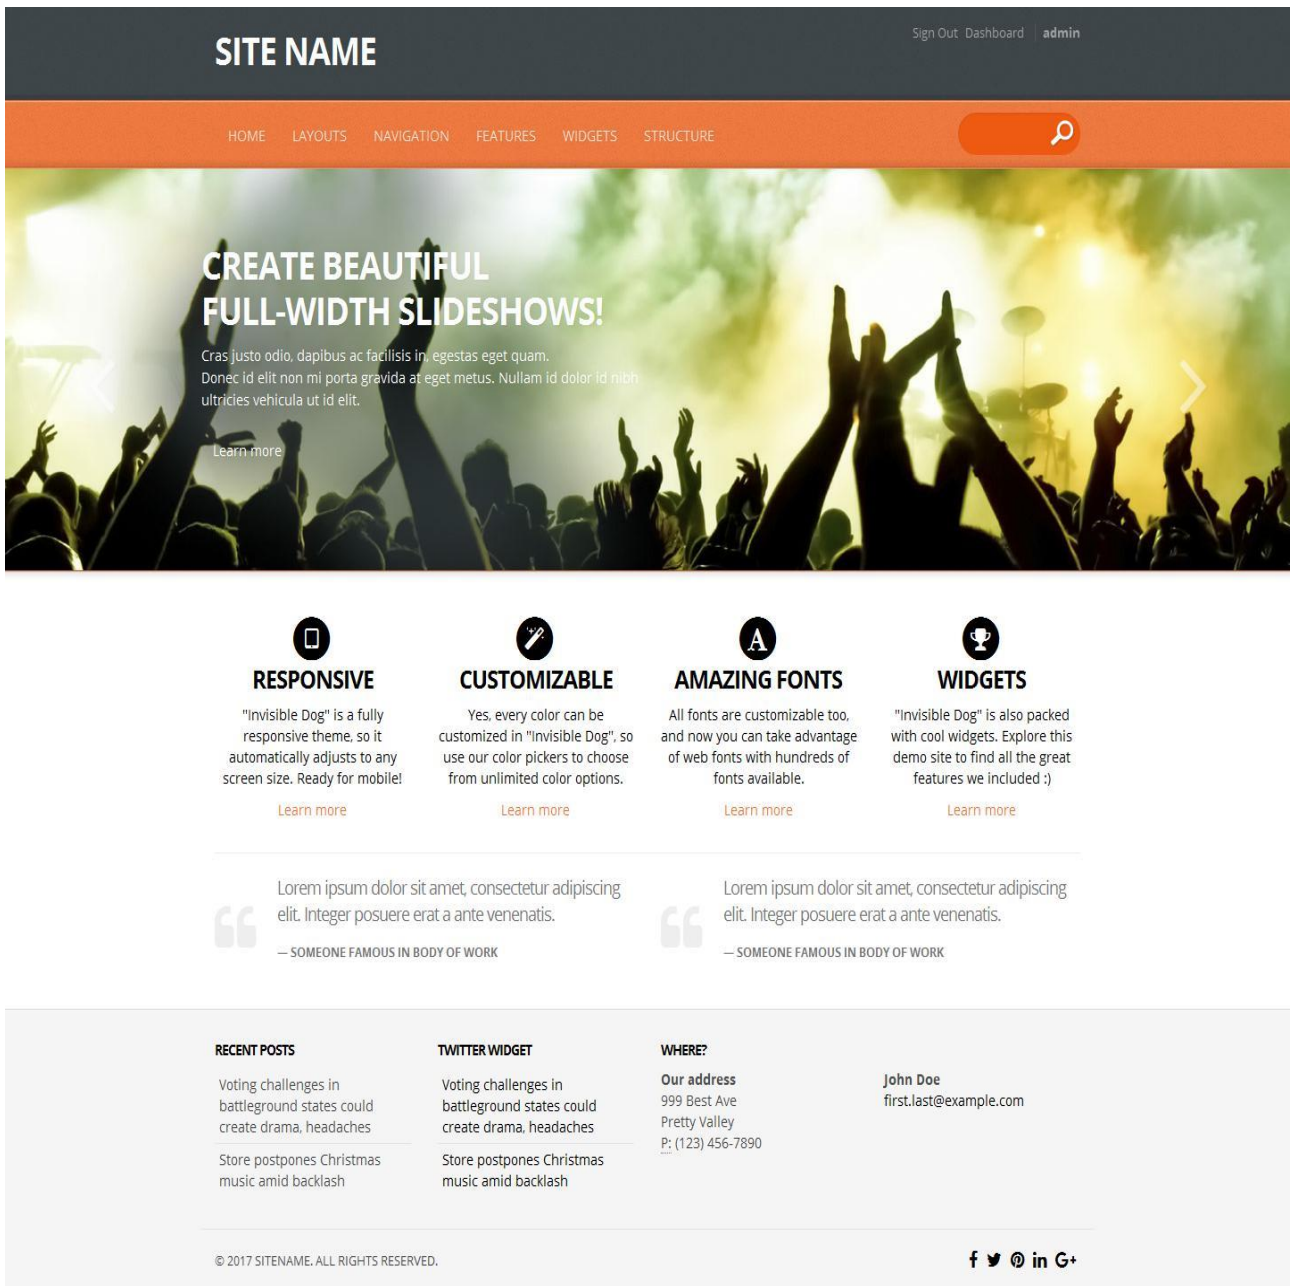 SITE NAME
Sign Out Dashboard admin
HOME LAYOUTS NAVIGATION FEATURES WIDGETS STRUCTURE
CREATE BEAUTIFUL
FULL-WIDTH SLIDESHOWS!
Cras justo odio, dapibus ac facilisis in, egestas eget quam.
Donec id elit non mi porta gravida at eget metus. Nullam id dolor id nibh
ultricies vehicula ut id elit.
Learn more
RESPONSIVE
"Invisible Dog" is a fully
responsive theme, so it
automatically adjusts to any
screen size. Ready for mobile!
Learn more
CUSTOMIZABLE
Yes, every color can be
customized in "Invisible Dog", so
use our color pickers to choose
from unlimited color options.
Learn more
A
AMAZING FONTS
All fonts are customizable too,
and now you can take advantage
of web fonts with hundreds of
fonts available.
Learn more
WIDGETS
"Invisible Dog" is also packed
with cool widgets. Explore this
demo site to find all the great
features we included :)
Learn more
Lorem ipsum dolor sit amet, consectetur adipiscing
elit. Integer posuere erat a ante venenatis.
— SOMEONE FAMOUS IN BODY OF WORK
Lorem ipsum dolor sit amet, consectetur adipiscing
elit. Integer posuere erat a ante venenatis.
— SOMEONE FAMOUS IN BODY OF WORK
RECENT POSTS
Voting challenges in
battleground states could
create drama, headaches
Store postpones Christmas
music amid backlash
TWITTER WIDGET
Voting challenges in
battleground states could
create drama, headaches
Store postpones Christmas
music amid backlash
WHERE?
Our address
999 Best Ave
Pretty Valley
P: (123) 456-7890
John Doe
first.last@example.com
© 2017 SITENAME. ALL RIGHTS RESERVED.
f in G+